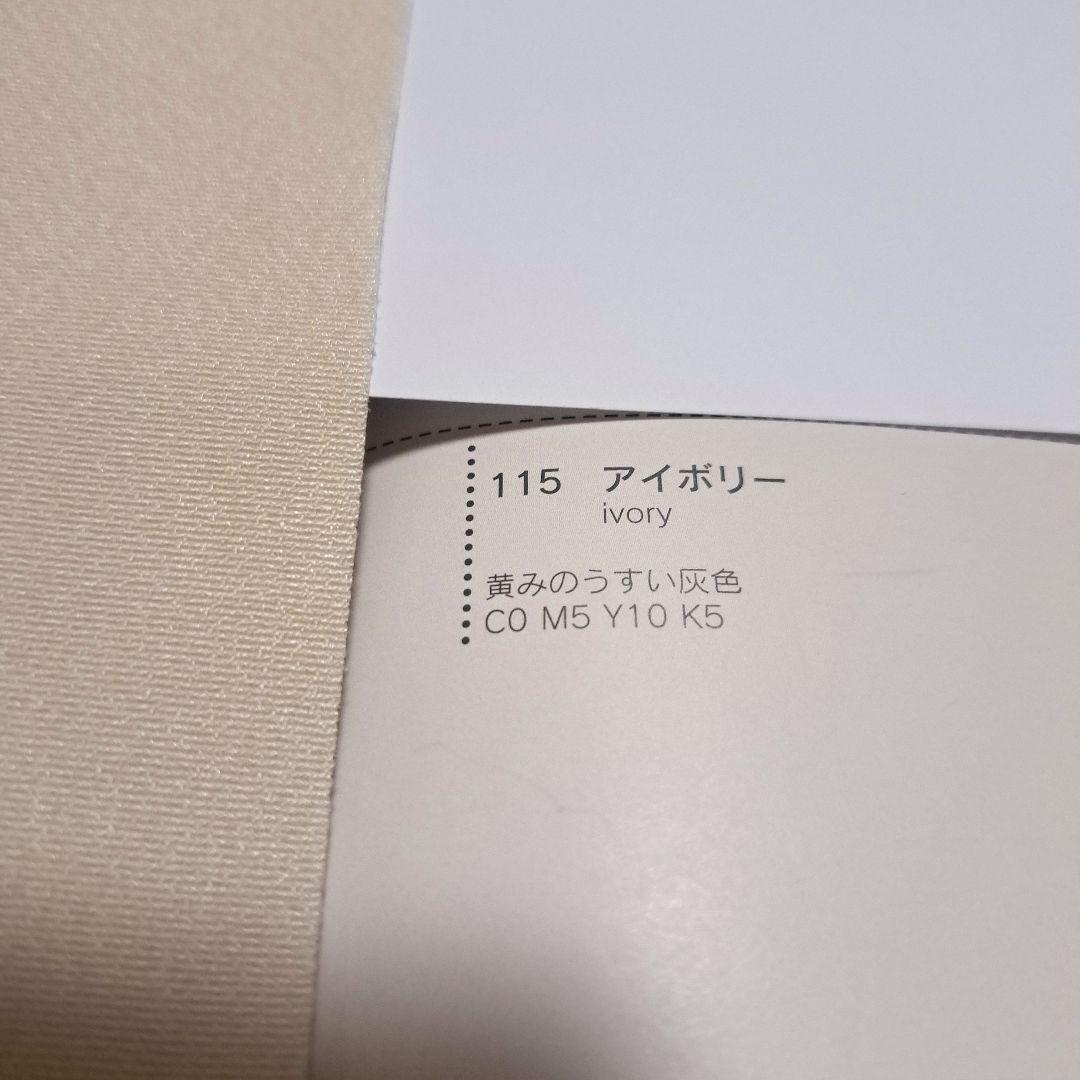 115 アイボリー
ivory
黄みのうすい灰色
C0 M5 Y10 K5